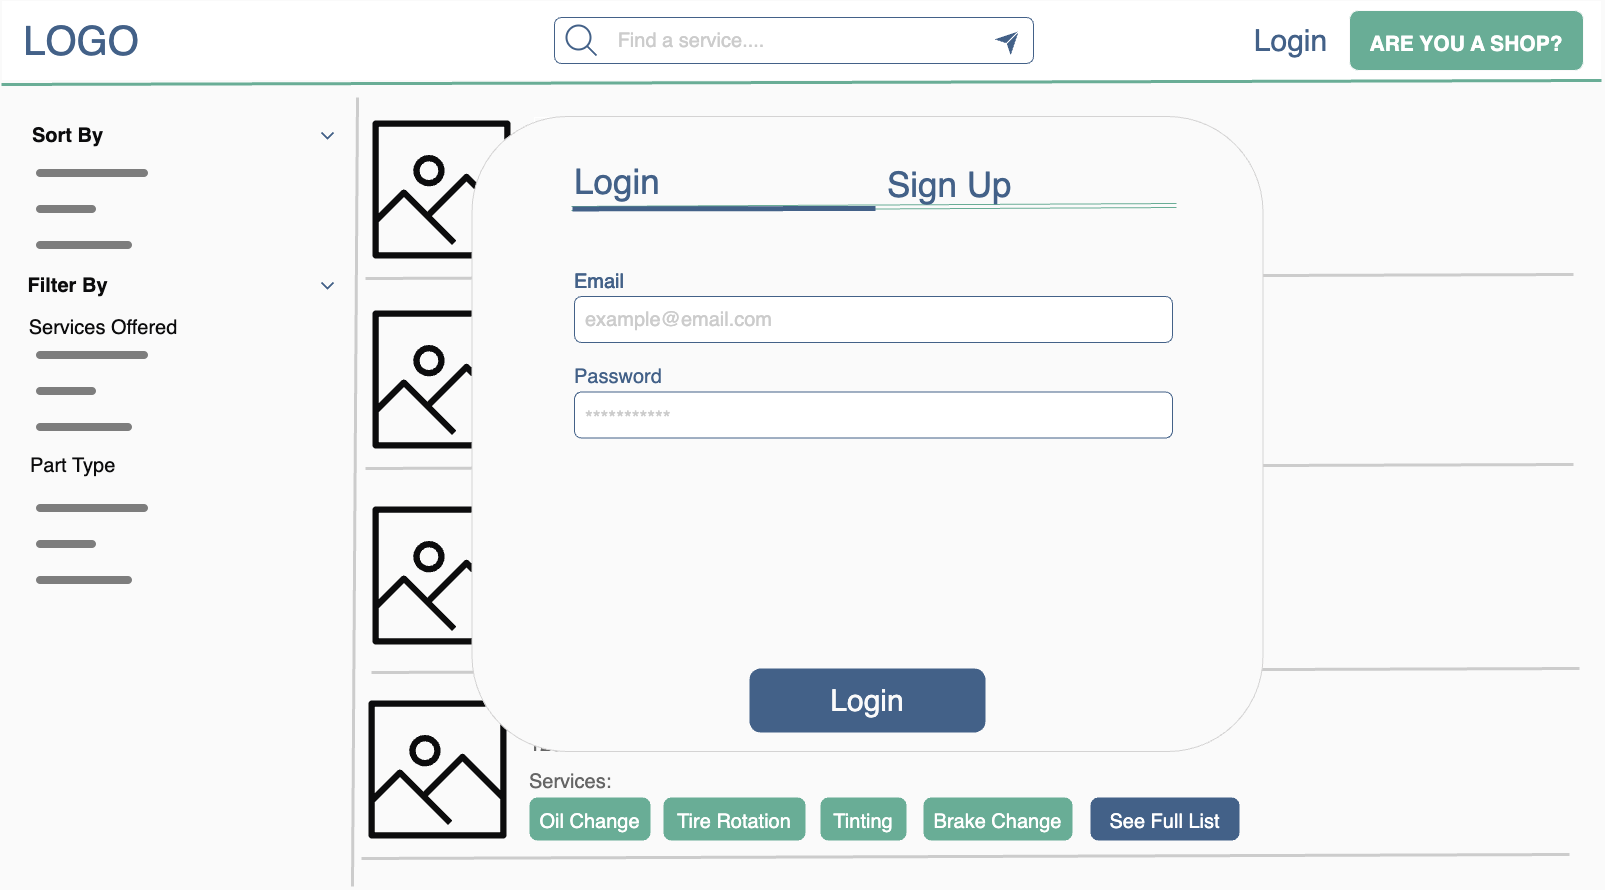 LOGO
Find a service....
Login
ARE YOU A SHOP?
Sort By
Filter By
Services Offered
Part Type
Login
Sign Up
Email
example@email.com
Password
***********
Login
Services:
Oil Change
Tire Rotation
Tinting
Brake Change
See Full List